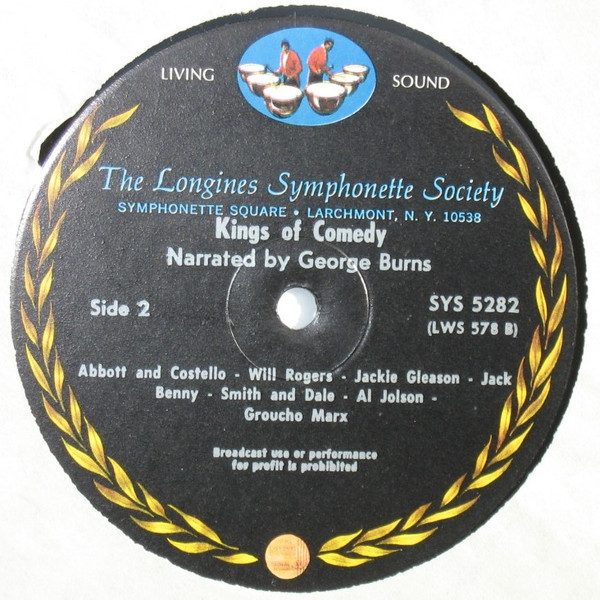 LIVING SOUND
The Longines Symphonette Society
SYMPHONETTE SQUARE • LARCHMONT, N. Y. 10538
Kings of Comedy
Narrated by George Burns
Side 2
SYS 5282
(LWS 578 B)
Abbott and Costello - Will Rogers - Jackie Gleason - Jack
Benny - Smith and Dale - Al Jolson -
Groucho Marx
Broadcast use or performance
for profit is prohibited